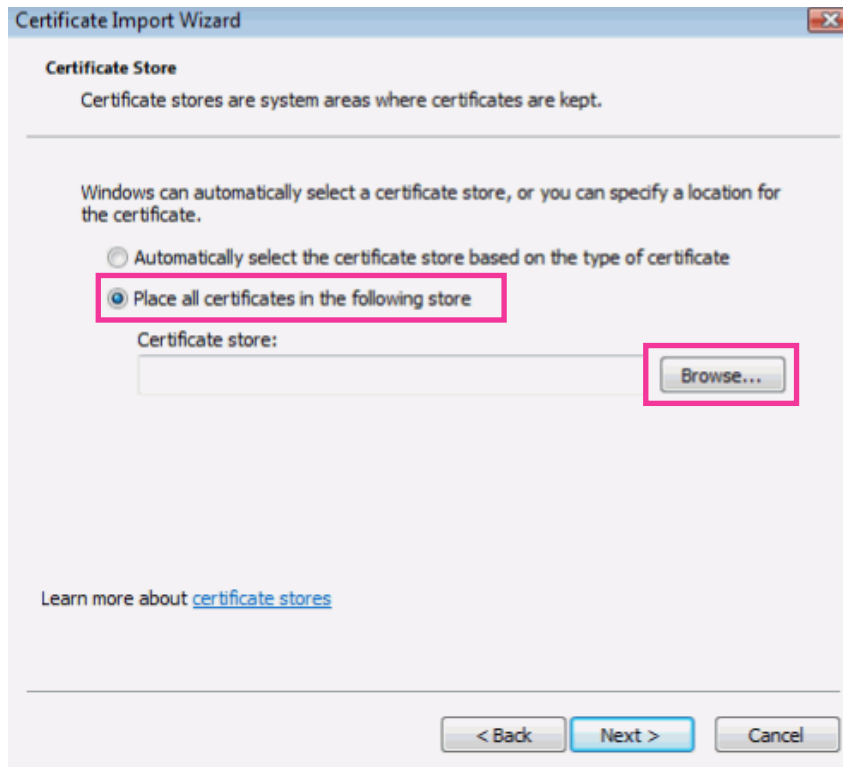 Certificate Import Wizard
Certificate Store
Certificate stores are system areas where certificates are kept.
Windows can automatically select a certificate store, or you can specify a location for
the certificate.
Automatically select the certificate store based on the type of certificate
Place all certificates in the following store
Certificate store:
Browse...
Learn more about certificate stores
< Back Next > Cancel